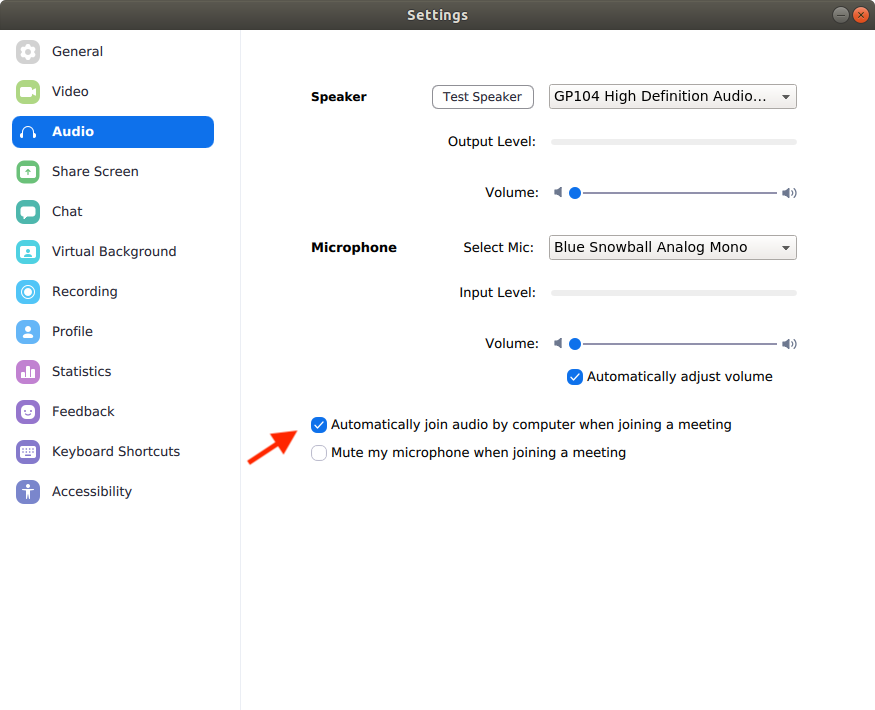 Settings
General
Video
Audio
Share Screen
Chat
Virtual Background
Recording
Profile
Statistics
Feedback
Keyboard Shortcuts
Accessibility
Speaker Test Speaker GP104 High Definition Audio...
Output Level:
Volume:
Microphone Select Mic: Blue Snowball Analog Mono
Input Level:
Volume:
Automatically adjust volume
Automatically join audio by computer when joining a meeting
Mute my microphone when joining a meeting